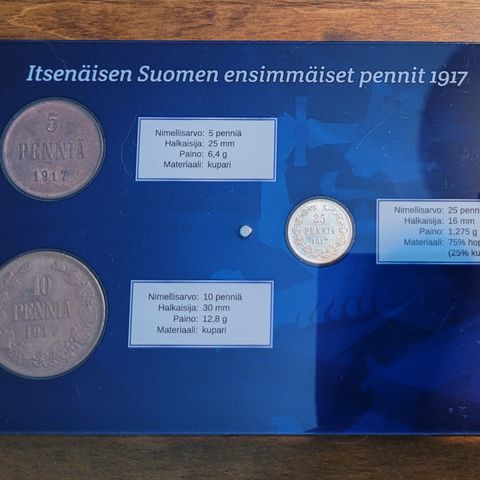 Itsenäisen Suomen ensimmäiset pennit 1917
5
PENNIÄ
1917
Nimellisarvo: 5 penniä
Halkaisija: 25 mm
Paino: 6,4 g
Materiaali: kupari
25
PENNIÄ
1917
Nimellisarvo: 25 penn
Halkaisija: 16 mm
Paino: 1,275 g
Materiaali: 75% hop
(25% ku
10
PENNIÄ
1917
Nimellisarvo: 10 penniä
Halkaisija: 30 mm
Paino: 12,8 g
Materiaali: kupari